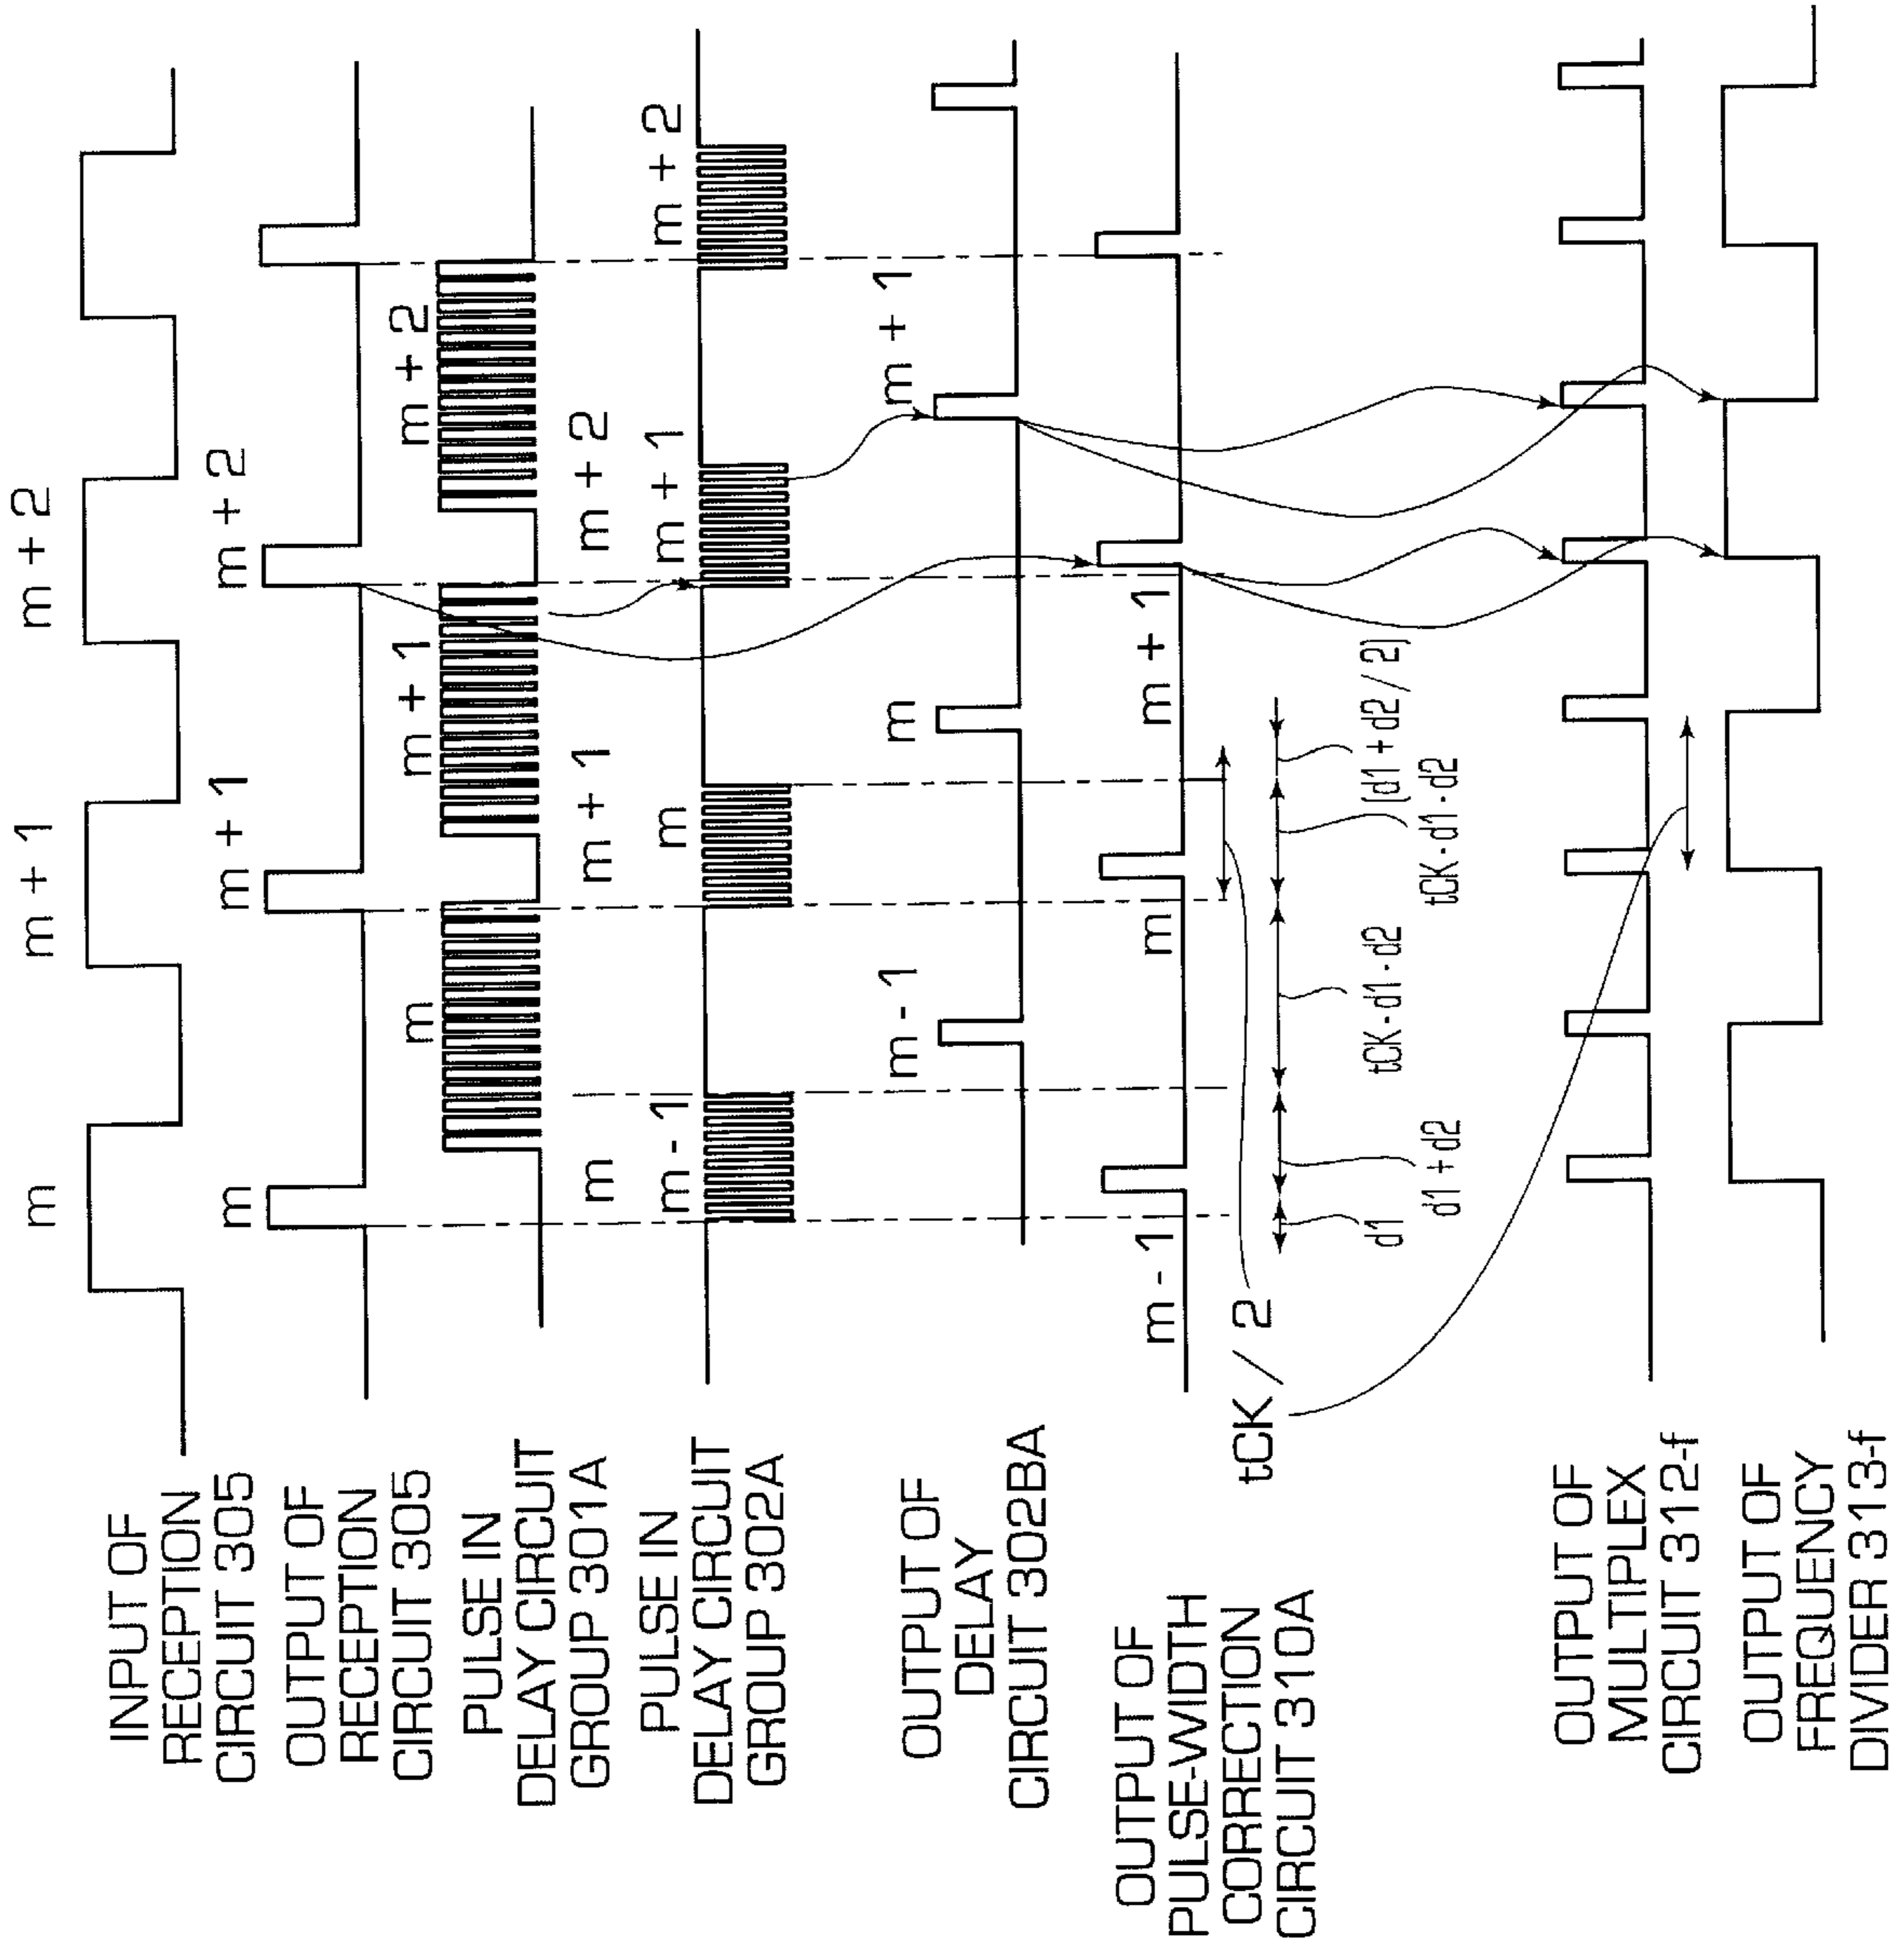 INPUT OF
RECEPTION
CIRCUIT 305
m
m + 1
m + 2
OUTPUT OF
RECEPTION
CIRCUIT 305
m
m + 1
m + 2
PULSE IN
DELAY CIRCUIT
GROUP 301A
m
m + 1
m + 2
m
m + 1
m + 2
PULSE IN
DELAY CIRCUIT
GROUP 302A
m - 1
m
m + 1
m + 2
OUTPUT OF
DELAY
CIRCUIT 302BA
m - 1
m
m + 1
OUTPUT OF
PULSE-WIDTH
CORRECTION
CIRCUIT 310A
m - 1
m
m + 1
tCK / 2
d1
d1 + d2
tCK - d1 - d2
tCK - d1 - d2
(d1 + d2 / 2)
OUTPUT OF
MULTIPLEX
CIRCUIT 312-f
OUTPUT OF
FREQUENCY
DIVIDER 313-f